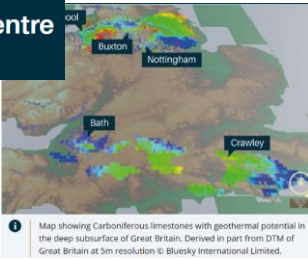 entre
ool
Buxton
Nottingham
Bath
Crawley
Map showing Carboniferous limestones with geothermal potential in
the deep subsurface of Great Britain. Derived in part from DTM of
Great Britain at 5m resolution © Bluesky International Limited.